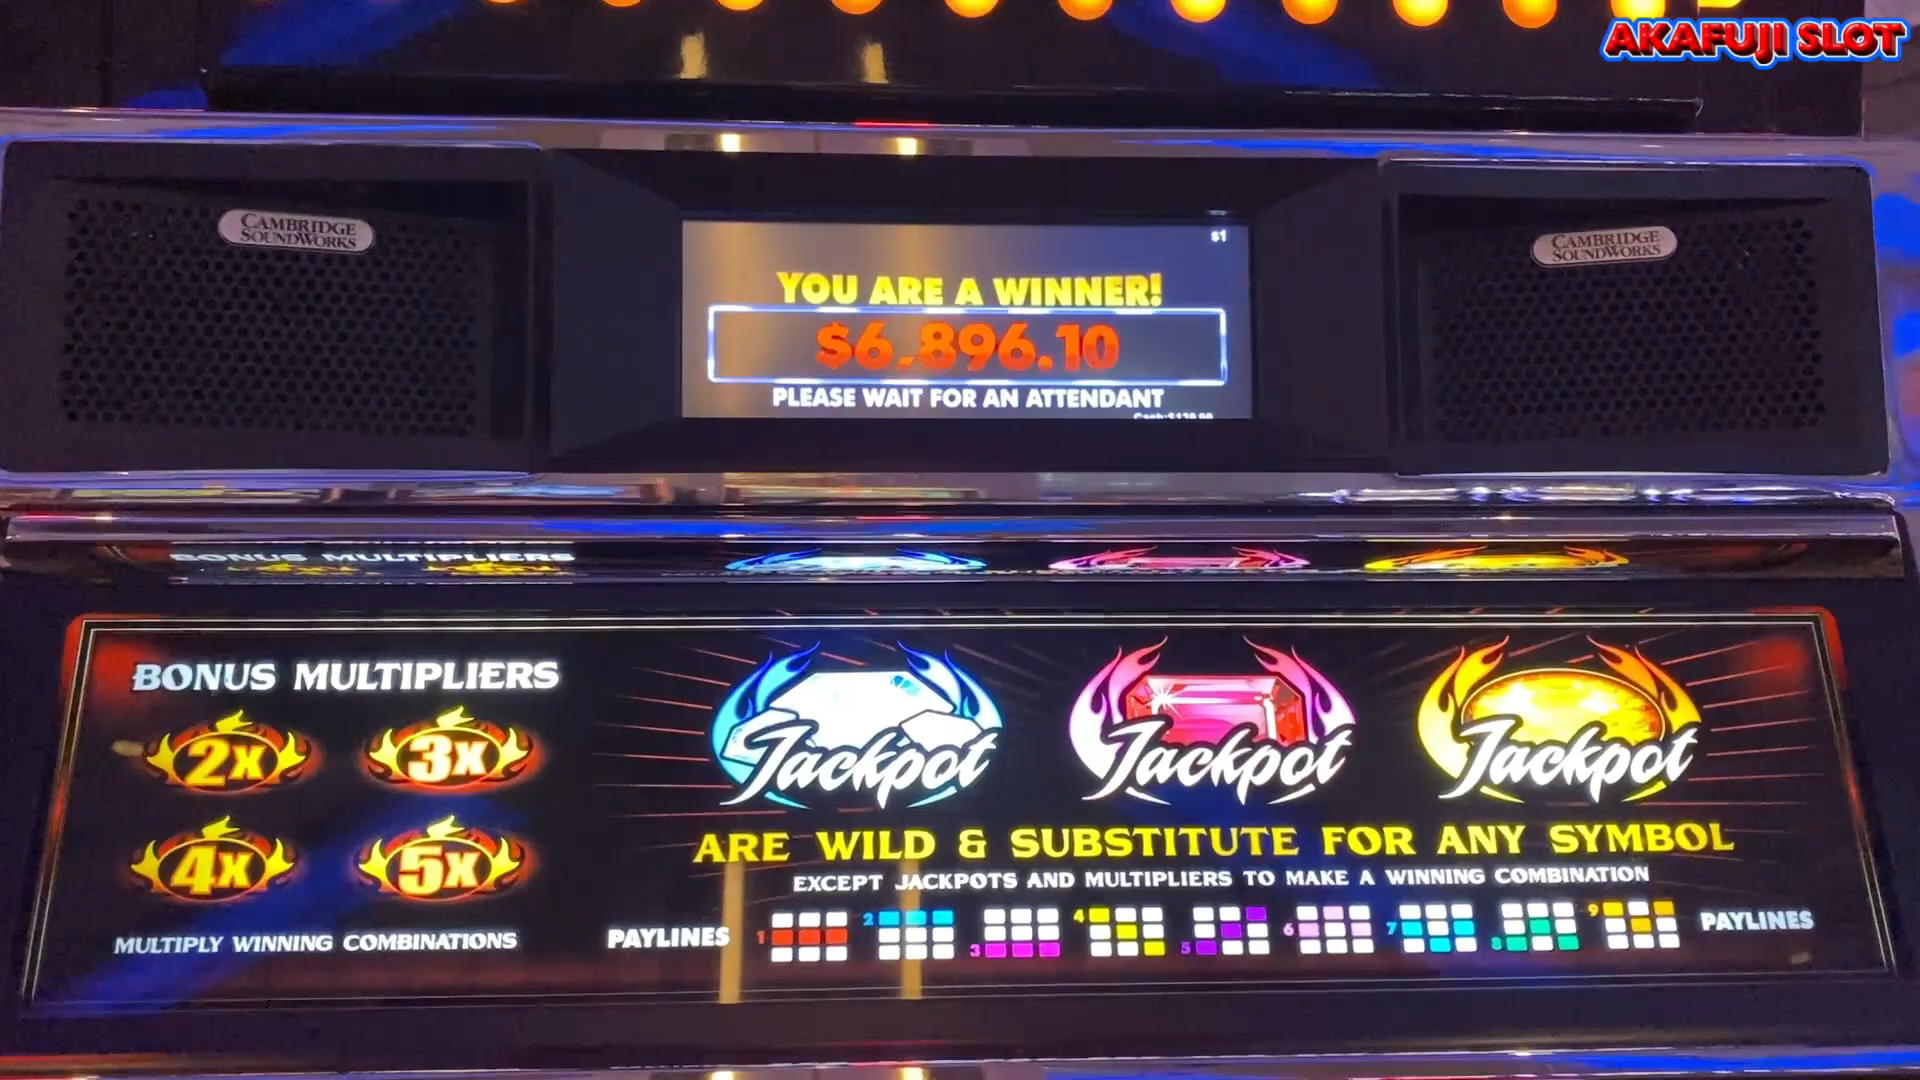 AKAFUJI SLOT
CAMBRIDGE
SOUNDWORKS
CAMBRIDGE
SOUNDWORKS
$1
YOU ARE A WINNER!
$6,896.10
PLEASE WAIT FOR AN ATTENDANT
BONUS MULTIPLIERS
BONUS MULTIPLIERS
2X 3X
4X 5X
MULTIPLY WINNING COMBINATIONS
Jackpot Jackpot Jackpot
ARE WILD & SUBSTITUTE FOR ANY SYMBOL
EXCEPT JACKPOTS AND MULTIPLIERS TO MAKE A WINNING COMBINATION
PAYLINES 1 2 3 4 5 6 7 8 9 PAYLINES